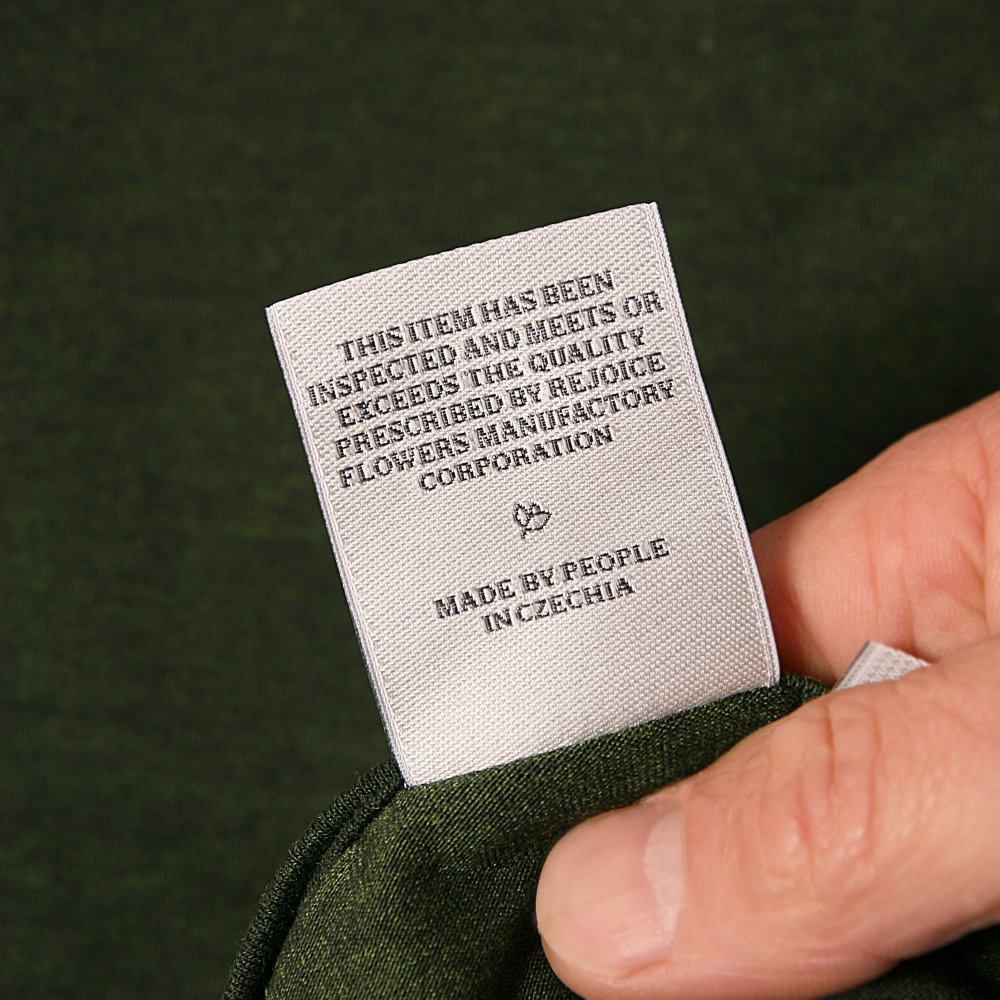 THIS ITEM HAS BEEN
INSPECTED AND MEETS OR
EXCEEDS THE QUALITY
PRESCRIBED BY REJOICE
FLOWERS MANUFACTORY
CORPORATION
MADE BY PEOPLE
IN CZECHIA